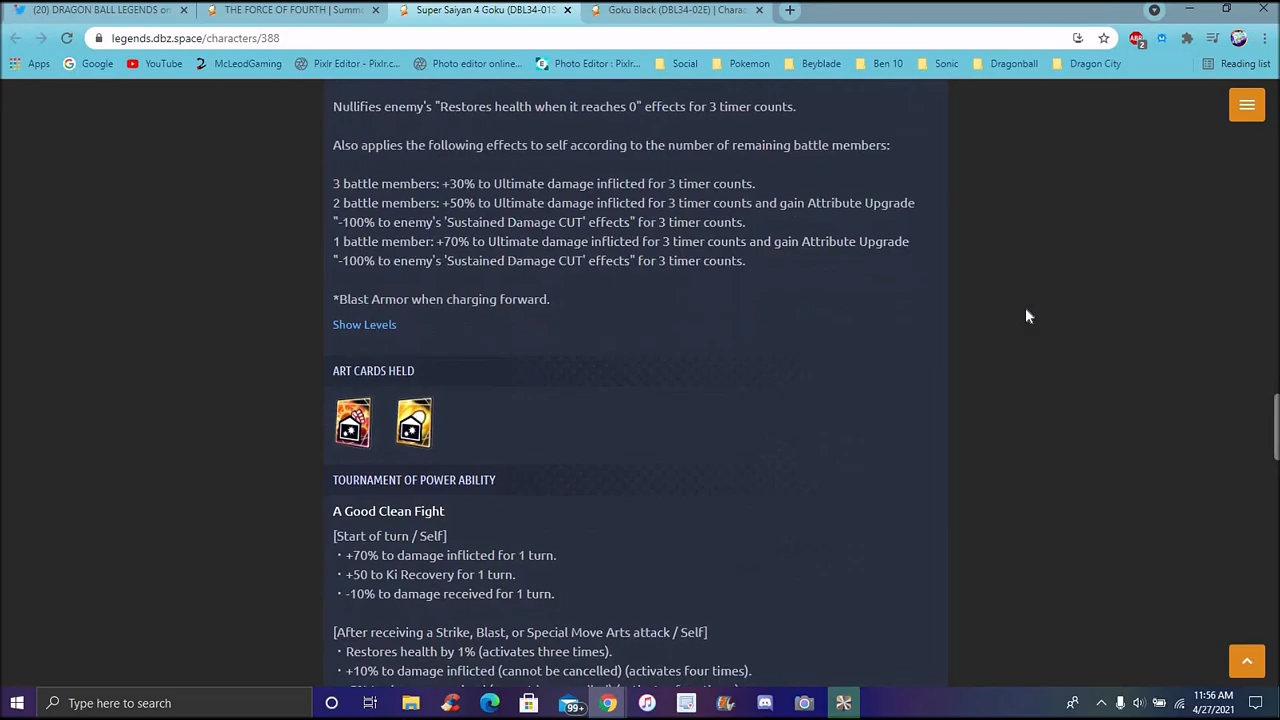 (20) DRAGON BALL LEGENDS on
THE FORCE OF FOURTH | Summo
Super Saiyan 4 Goku (DBL34-01S
Goku Black (DBL34-02E) | Charac
legends.dbz.space/characters/388
ABP
2
Apps
Google
YouTube
McLeodGaming
Pixlr Editor - Pixlr.c...
Photo editor online...
Photo Editor : Pixlr...
Social
Pokemon
Beyblade
Ben 10
Sonic
Dragonball
Dragon City
Reading list
Nullifies enemy's "Restores health when it reaches 0" effects for 3 timer counts.
Also applies the following effects to self according to the number of remaining battle members:
3 battle members: +30% to Ultimate damage inflicted for 3 timer counts.
2 battle members: +50% to Ultimate damage inflicted for 3 timer counts and gain Attribute Upgrade
"-100% to enemy's 'Sustained Damage CUT' effects" for 3 timer counts.
1 battle member: +70% to Ultimate damage inflicted for 3 timer counts and gain Attribute Upgrade
"-100% to enemy's 'Sustained Damage CUT' effects" for 3 timer counts.
*Blast Armor when charging forward.
Show Levels
ART CARDS HELD
TOURNAMENT OF POWER ABILITY
A Good Clean Fight
[Start of turn / Self]
・+70% to damage inflicted for 1 turn.
・+50 to Ki Recovery for 1 turn.
・-10% to damage received for 1 turn.
[After receiving a Strike, Blast, or Special Move Arts attack / Self]
・Restores health by 1% (activates three times).
・+10% to damage inflicted (cannot be cancelled) (activates four times).
Type here to search
99+
11:56 AM
4/27/2021